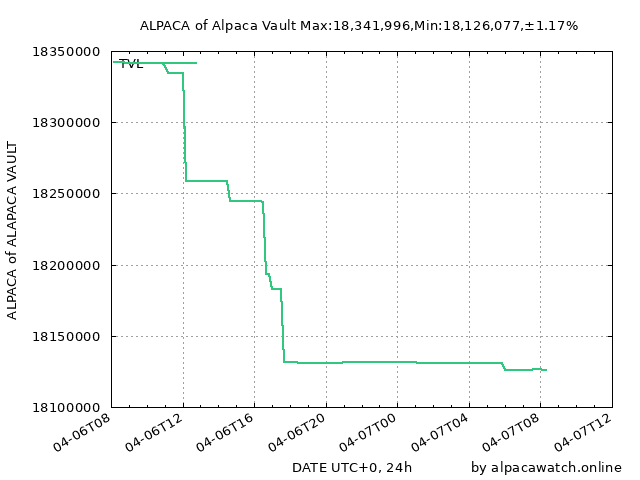 ALPACA of Alpaca Vault Max:18,341,996,Min:18,126,077,±1.17%
18350000
TVL
18300000
18250000
18200000
18150000
18100000
ALPACA of ALAPACA VAULT
04-06T08
04-06T12
04-06T16
04-06T20
04-07T00
04-07T04
04-07T08
04-07T12
DATE UTC+0, 24h
by alpacawatch.online